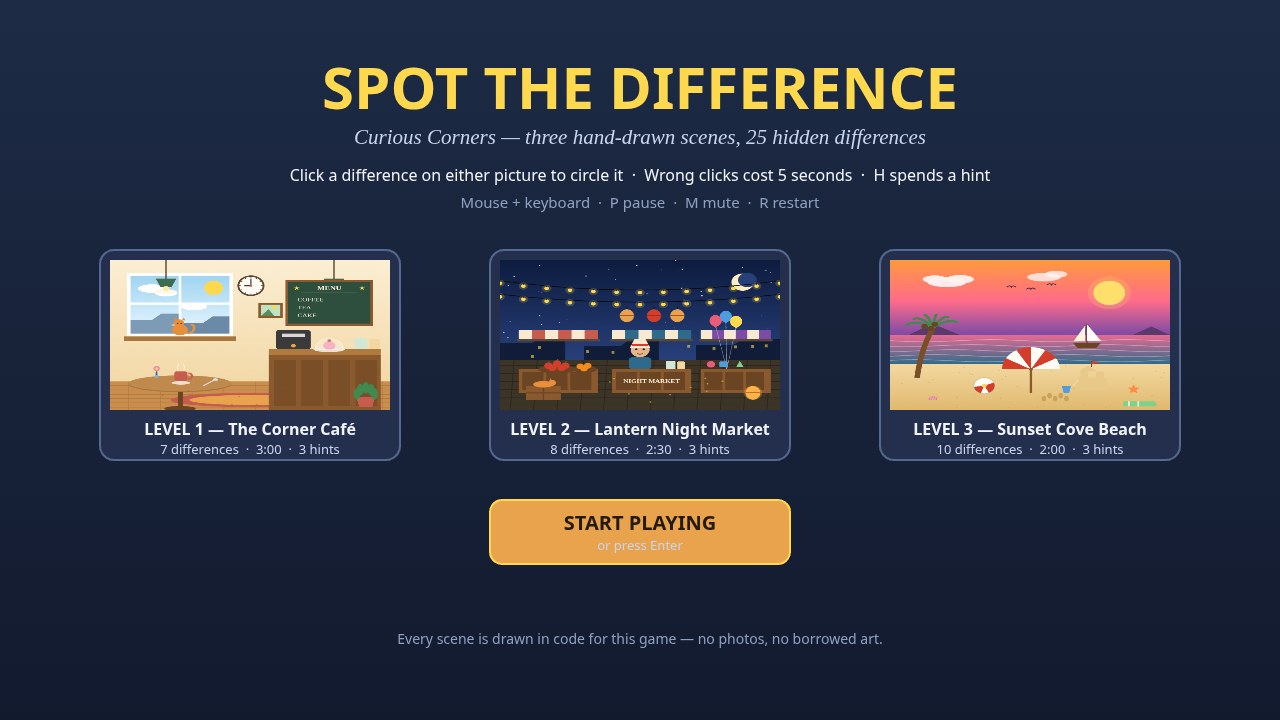 SPOT THE DIFFERENCE
Curious Corners — three hand-drawn scenes, 25 hidden differences
Click a difference on either picture to circle it · Wrong clicks cost 5 seconds · H spends a hint
Mouse + keyboard · P pause · M mute · R restart
MENU
COFFEE
TEA
CAKE
LEVEL 1 — The Corner Café
7 differences · 3:00 · 3 hints
NIGHT MARKET
LEVEL 2 — Lantern Night Market
8 differences · 2:30 · 3 hints
LEVEL 3 — Sunset Cove Beach
10 differences · 2:00 · 3 hints
START PLAYING
or press Enter
Every scene is drawn in code for this game — no photos, no borrowed art.